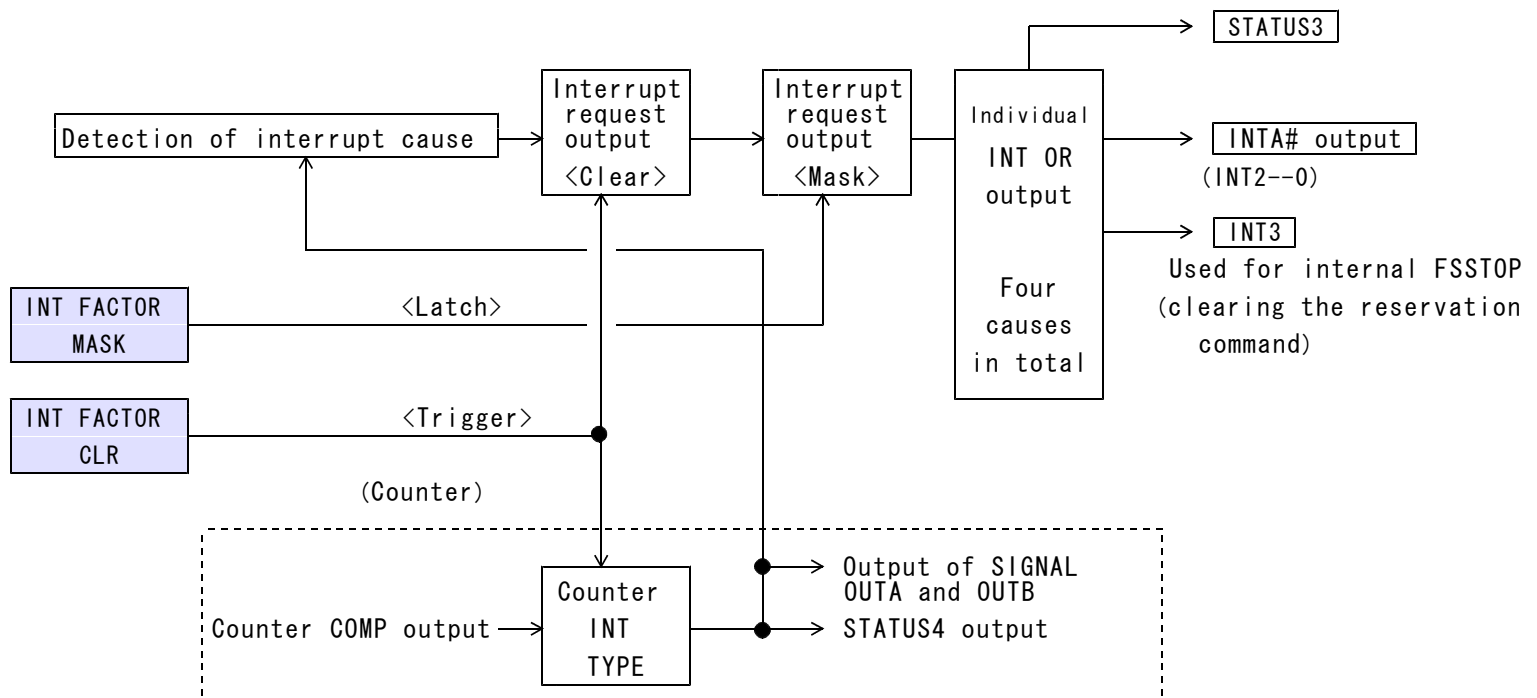 STATUS3
Interrupt
request
output
<Clear>
Interrupt
request
output
<Mask>
Individual
INT OR
output
Four
causes
in total
Detection of interrupt cause
INTA# output
(INT2--0)
INT3
Used for internal FSSTOP
(clearing the reservation
command)
INT FACTOR
MASK
<Latch>
INT FACTOR
CLR
<Trigger>
(Counter)
Counter COMP output
Counter
INT
TYPE
Output of SIGNAL
OUTA and OUTB
STATUS4 output